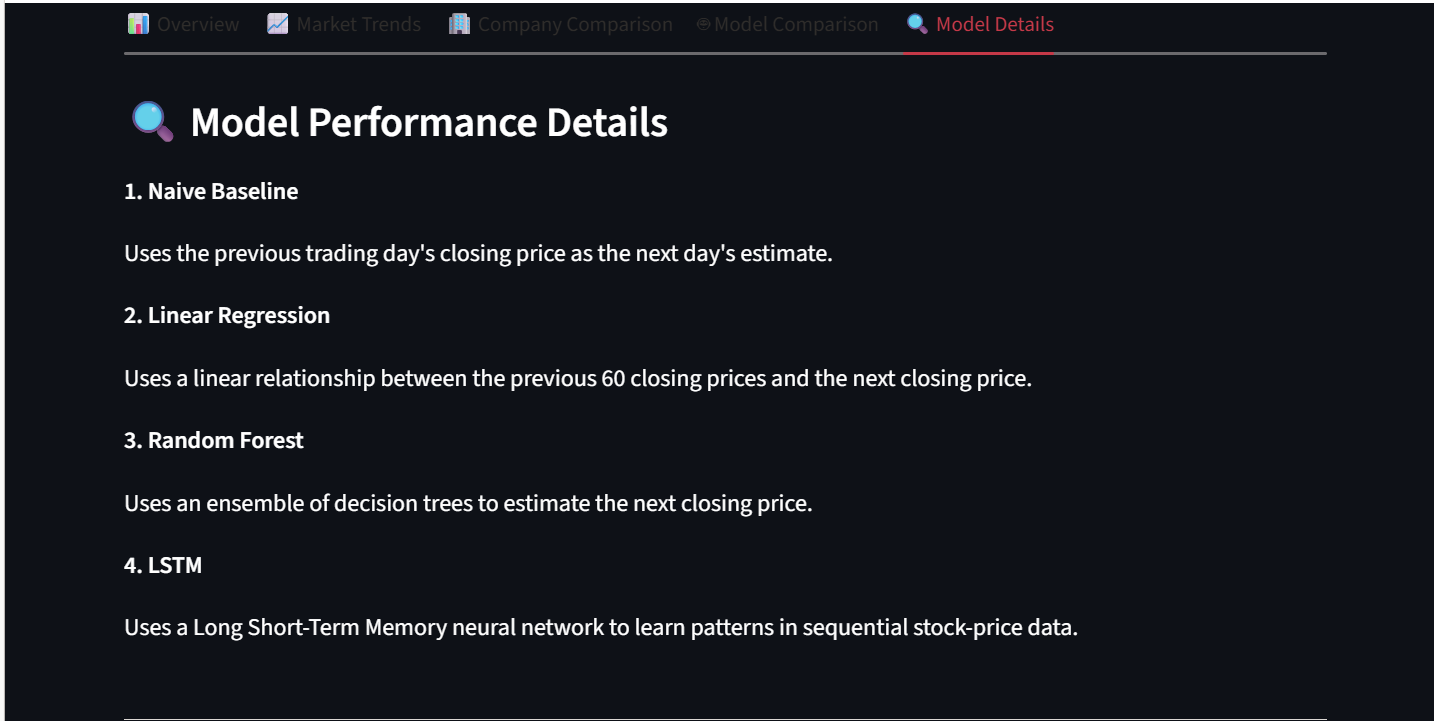 📊 Overview 📈 Market Trends 🏢 Company Comparison Model Comparison 🔍 Model Details
🔍 Model Performance Details
1. Naive Baseline
Uses the previous trading day's closing price as the next day's estimate.
2. Linear Regression
Uses a linear relationship between the previous 60 closing prices and the next closing price.
3. Random Forest
Uses an ensemble of decision trees to estimate the next closing price.
4. LSTM
Uses a Long Short-Term Memory neural network to learn patterns in sequential stock-price data.